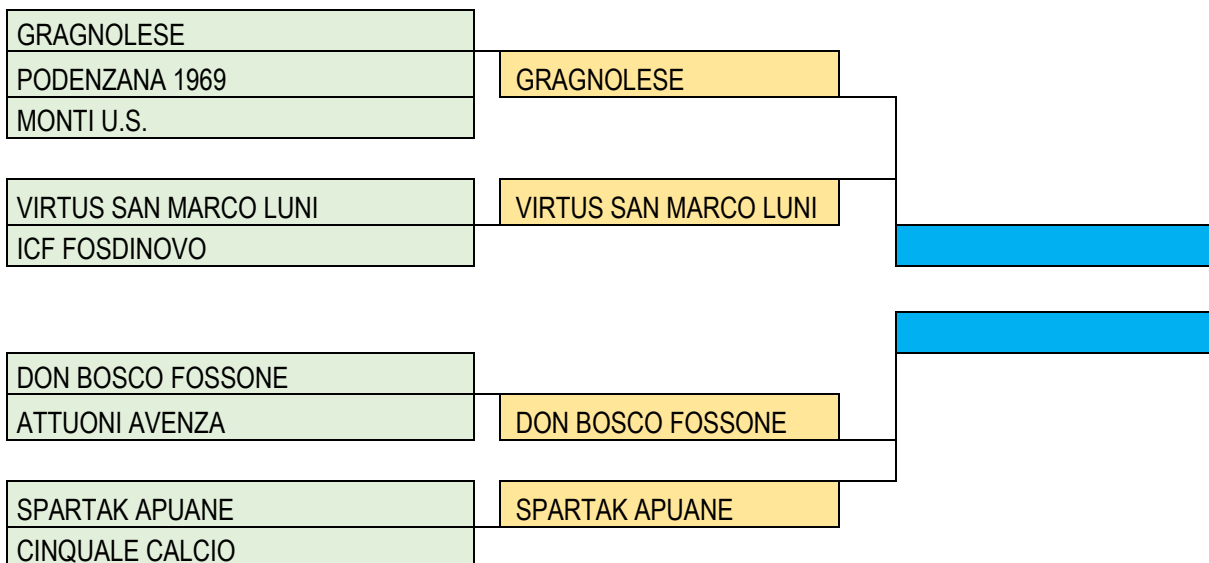 GRAGNOLESE
PODENZANA 1969
GRAGNOLESE
MONTI U.S.
VIRTUS SAN MARCO LUNI
VIRTUS SAN MARCO LUNI
ICF FOSDINOVO
DON BOSCO FOSSONE
ATTUONI AVENZA
DON BOSCO FOSSONE
SPARTAK APUANE
SPARTAK APUANE
CINQUALE CALCIO